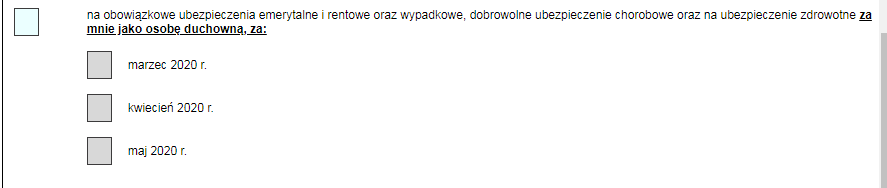 na obowiązkowe ubezpieczenia emerytalne i rentowe oraz wypadkowe, dobrowolne ubezpieczenie chorobowe oraz na ubezpieczenie zdrowotne za
mnie jako osobę duchowną, za:
marzec 2020 r.
kwiecień 2020 r.
maj 2020 r.